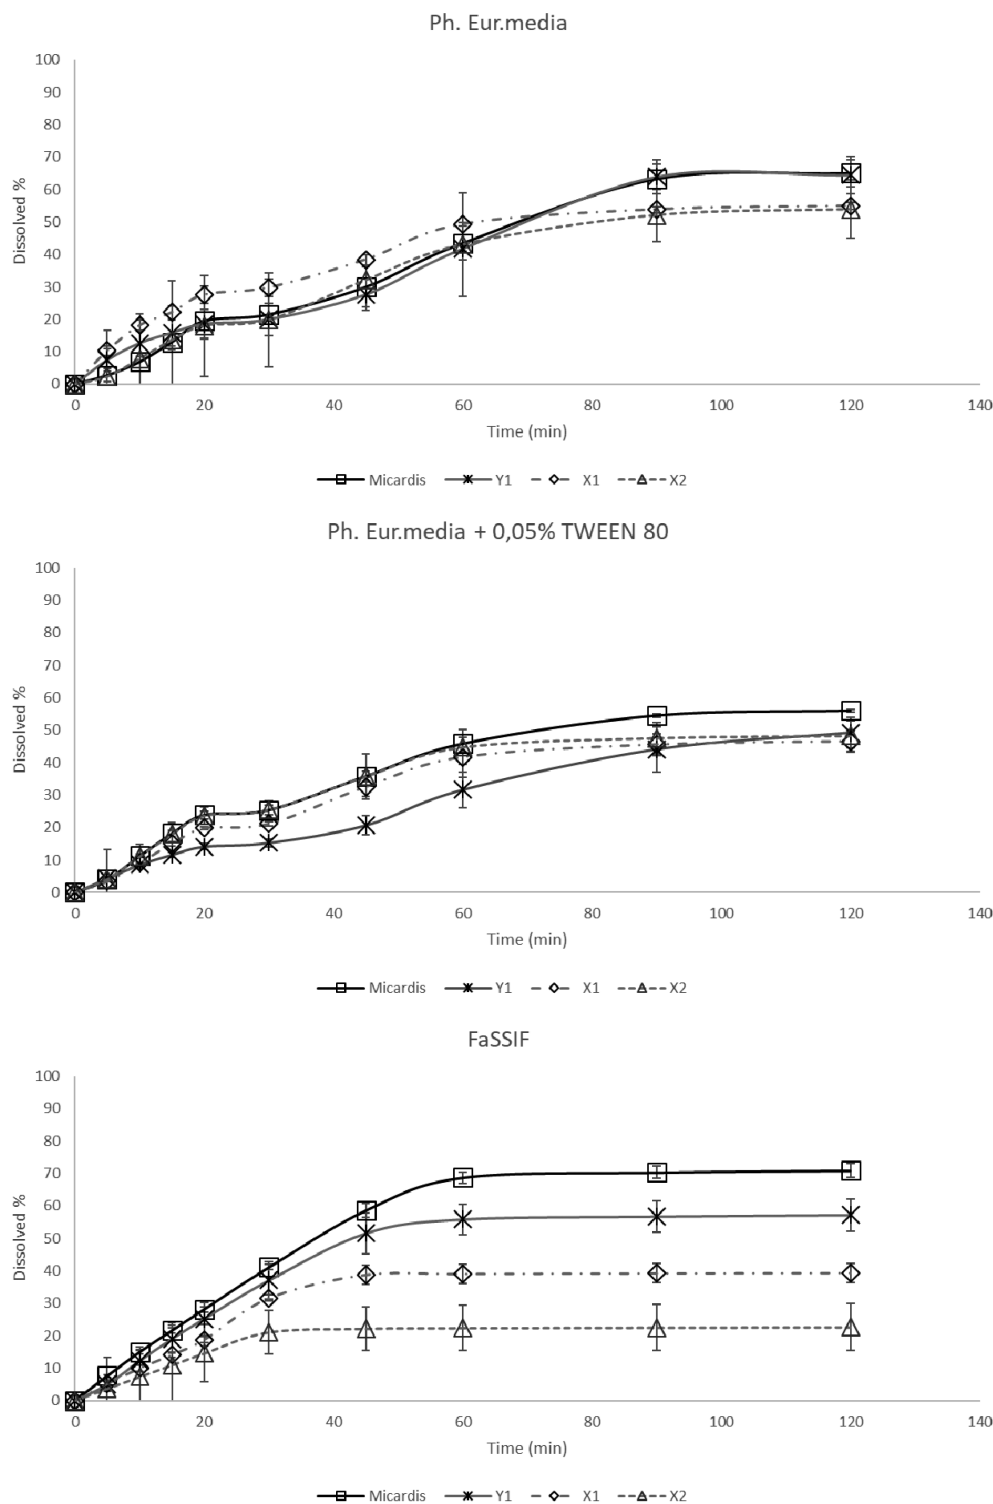 Ph. Eur.media
100
90
80
70
60
50
40
30
20
10
0
Dissolved %
0 20 40 60 80 100 120 140
Time (min)
Micardis Y1 X1 X2
Ph. Eur.media + 0,05% TWEEN 80
100
90
80
70
60
50
40
30
20
10
0
Dissolved %
0 20 40 60 80 100 120 140
Time (min)
Micardis Y1 X1 X2
FaSSIF
100
90
80
70
60
50
40
30
20
10
0
Dissolved %
0 20 40 60 80 100 120 140
Time (min)
Micardis Y1 X1 X2